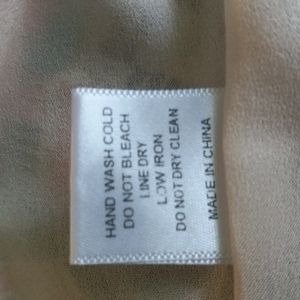 HAND WASH COLD
DO NOT BLEACH
LINE DRY
LOW IRON
DO NOT DRY CLEAN
MADE IN CHINA